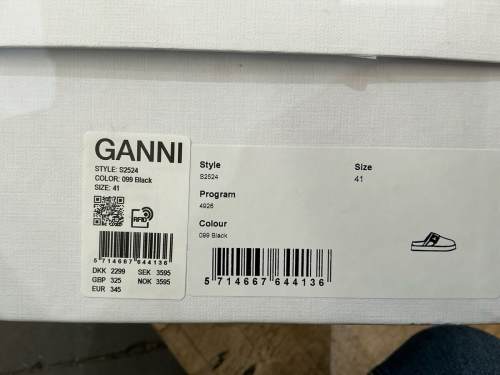 GANNI
STYLE: S2524
COLOR: 099 Black
SIZE: 41
RFID
5 714667 644136
DKK 2299 SEK 3595
GBP 325 NOK 3595
EUR 345
Style
S2524
Size
41
Program
4926
Colour
099 Black
5 714667 644136